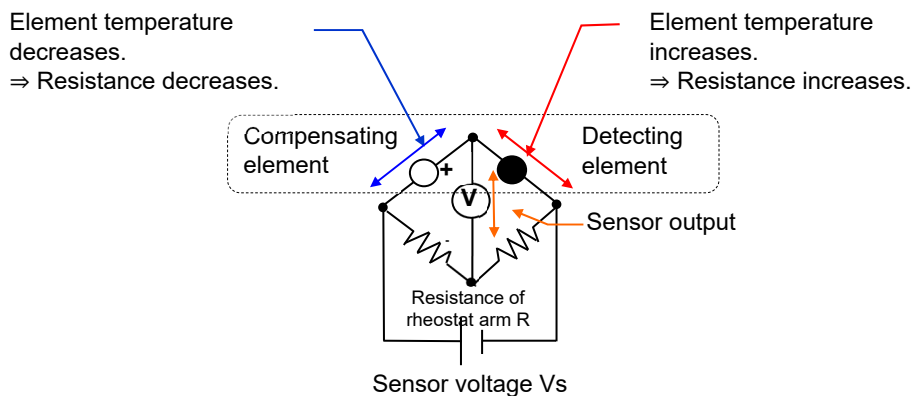 Element temperature
decreases.
⇒ Resistance decreases.
Element temperature
increases.
⇒ Resistance increases.
Compensating
element
Detecting
element
+
V
Sensor output
Resistance of
rheostat arm R
Sensor voltage Vs